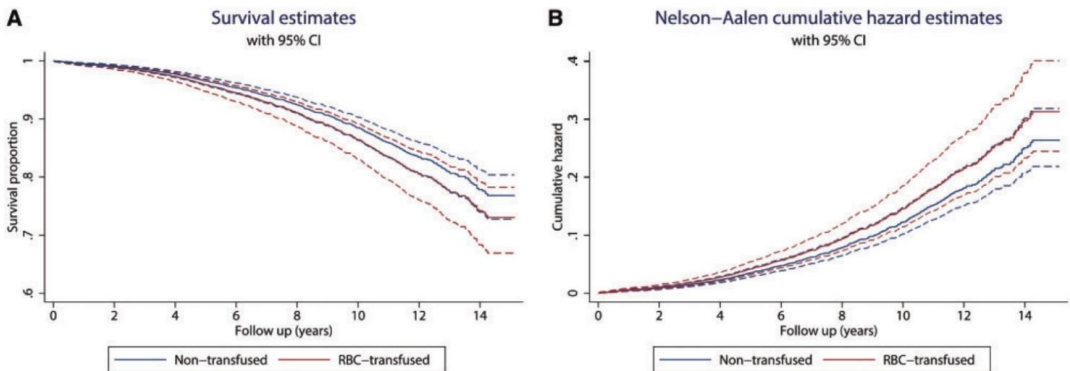 A
Survival estimates
with 95% CI
Survival proportion
1
.9
.8
.7
.6
0 2 4 6 8 10 12 14
Follow up (years)
Non−transfused RBC−transfused
B
Nelson−Aalen cumulative hazard estimates
with 95% CI
Cumulative hazard
.4
.3
.2
.1
0
0 2 4 6 8 10 12 14
Follow up (years)
Non−transfused RBC−transfused